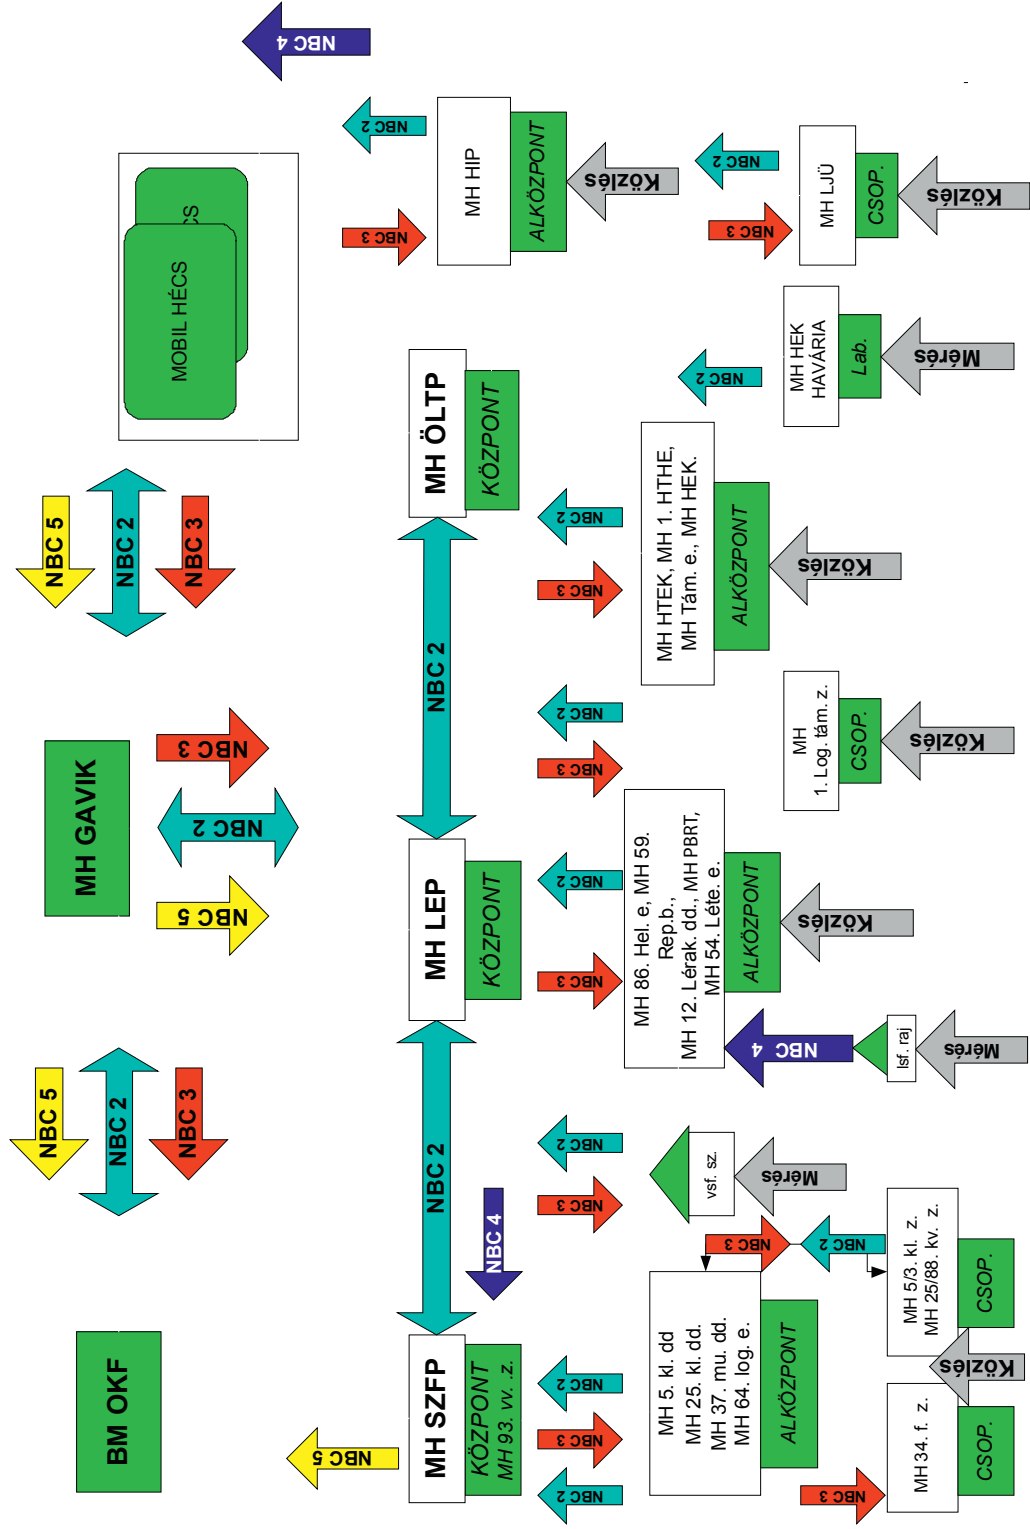 NBC 5
NBC 5
BM OKF
NBC 2
MH GAVIK
NBC 2
NBC 3
NBC 3
MOBIL HÉCS
CS
NBC 5
NBC 2
NBC 3
NBC 4
NBC 5
NBC 3
NBC 2
MH SZFP
KÖZPONT
MH 93. vv. .z.
NBC 2
NBC 4
MH LEP
KÖZPONT
NBC 2
MH ÖLTP
KÖZPONT
MH HIP
ALKÖZPONT
Közlés
NBC 2
NBC 3
NBC 2
NBC 3
NBC 2
NBC 3
NBC 2
NBC 3
NBC 2
NBC 3
NBC 2
MH 5. kl. dd
MH 25. kl. dd.
MH 37. mu. dd.
MH 64. log. e.
ALKÖZPONT
NBC 3
NBC 2
vsf. sz.
Mérés
MH 86. Hel. e, MH 59.
Rep.b.,
MH 12. Lérak. dd., MH PBRT,
MH 54. Léte. e.
ALKÖZPONT
Közlés
NBC 4
lsf. raj
Mérés
MH HTEK, MH 1. HTHE,
MH Tám. e., MH HEK.
ALKÖZPONT
Közlés
NBC 2
NBC 3
NBC 2
MH
1. Log. tám. z.
CSOP.
Közlés
MH HEK
HAVÁRIA
Lab.
Mérés
MH LJÜ
CSOP.
Közlés
NBC 3
MH 34. f. z.
CSOP.
Közlés
MH 5/3. kl. z.
MH 25/88. kv. z.
CSOP.